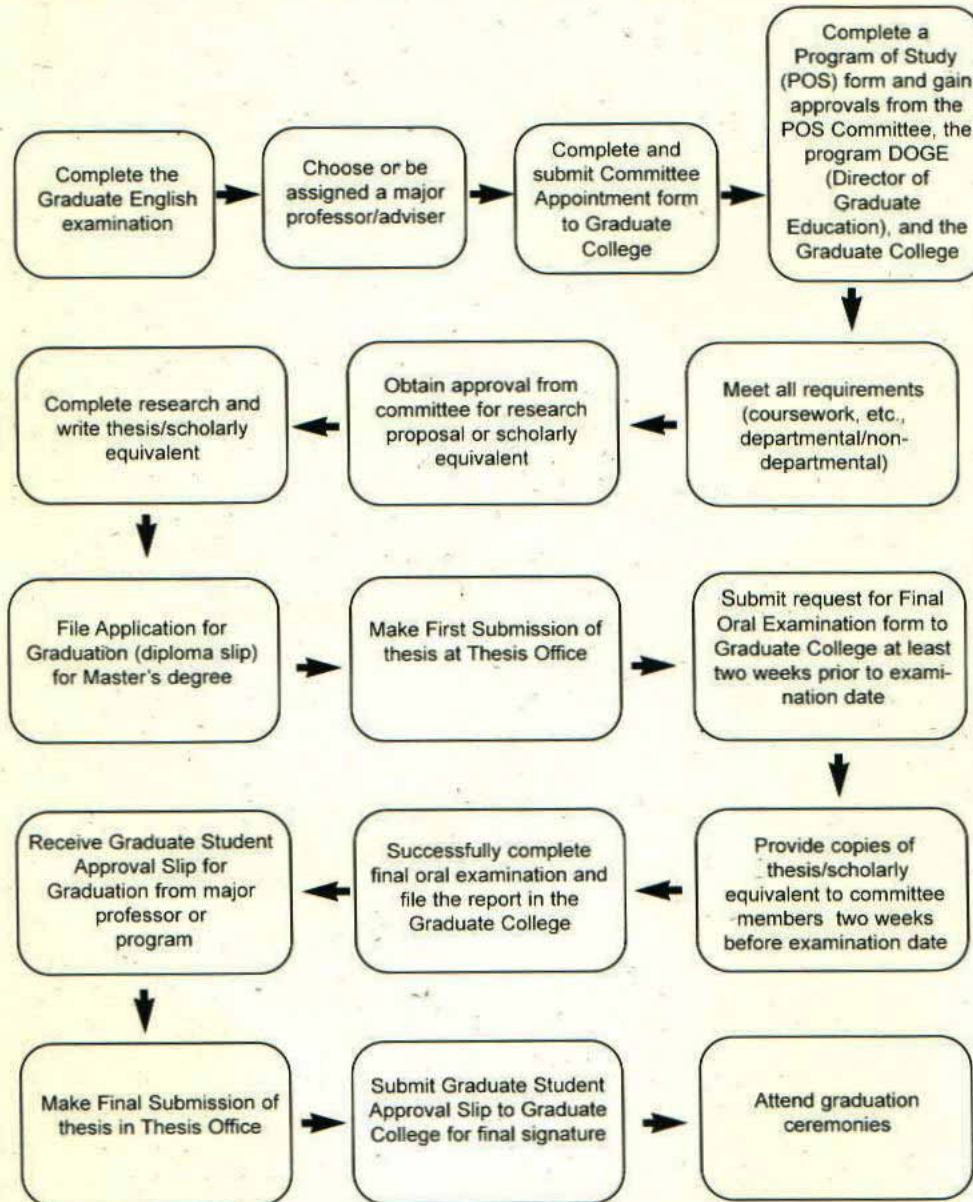 Complete the
Graduate English
examination
Choose or be
assigned a major
professor/adviser
Complete and
submit Committee
Appointment form
to Graduate
College
Complete a
Program of Study
(POS) form and gain
approvals from the
POS Committee, the
program DOGE
(Director of
Graduate
Education), and the
Graduate College
Meet all requirements
(coursework, etc.,
departmental/non-
departmental)
Obtain approval from
committee for research
proposal or scholarly
equivalent
Complete research and
write thesis/scholarly
equivalent
File Application for
Graduation (diploma slip)
for Master's degree
Make First Submission of
thesis at Thesis Office
Submit request for Final
Oral Examination form to
Graduate College at least
two weeks prior to exami-
nation date
Provide copies of
thesis/scholarly
equivalent to committee
members two weeks
before examination date
Successfully complete
final oral examination and
file the report in the
Graduate College
Receive Graduate Student
Approval Slip for
Graduation from major
professor or
program
Make Final Submission of
thesis in Thesis Office
Submit Graduate Student
Approval Slip to Graduate
College for final signature
Attend graduation
ceremonies